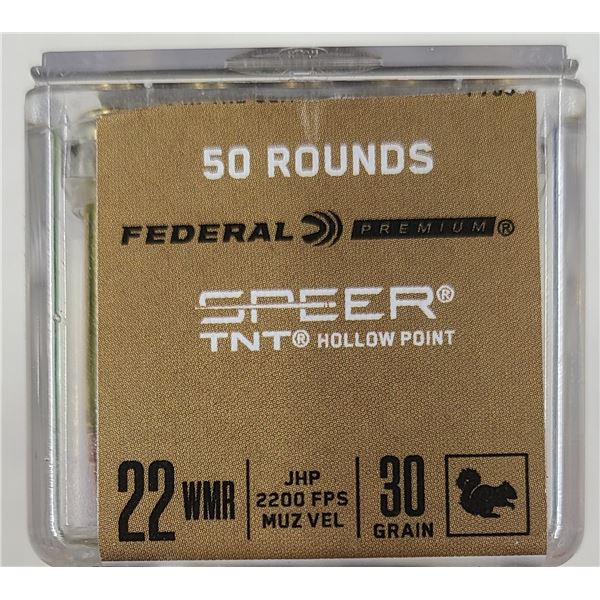 50 ROUNDS
FEDERAL PREMIUM®
SPEER®
TNT® HOLLOW POINT
22 WMR
JHP
2200 FPS
MUZ VEL
30
GRAIN